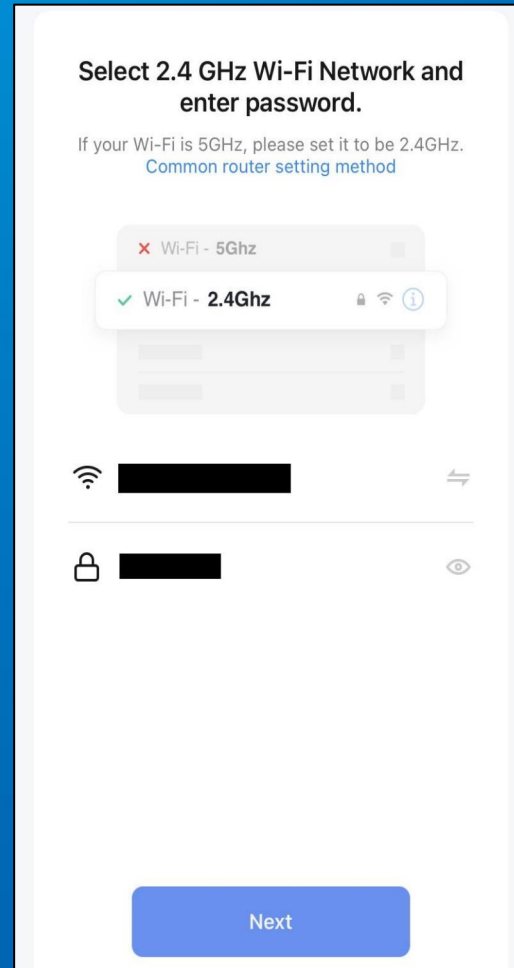 Select 2.4 GHz Wi-Fi Network and
enter password.
If your Wi-Fi is 5GHz, please set it to be 2.4GHz.
Common router setting method
Wi-Fi - 5Ghz
Wi-Fi - 2.4Ghz
Next